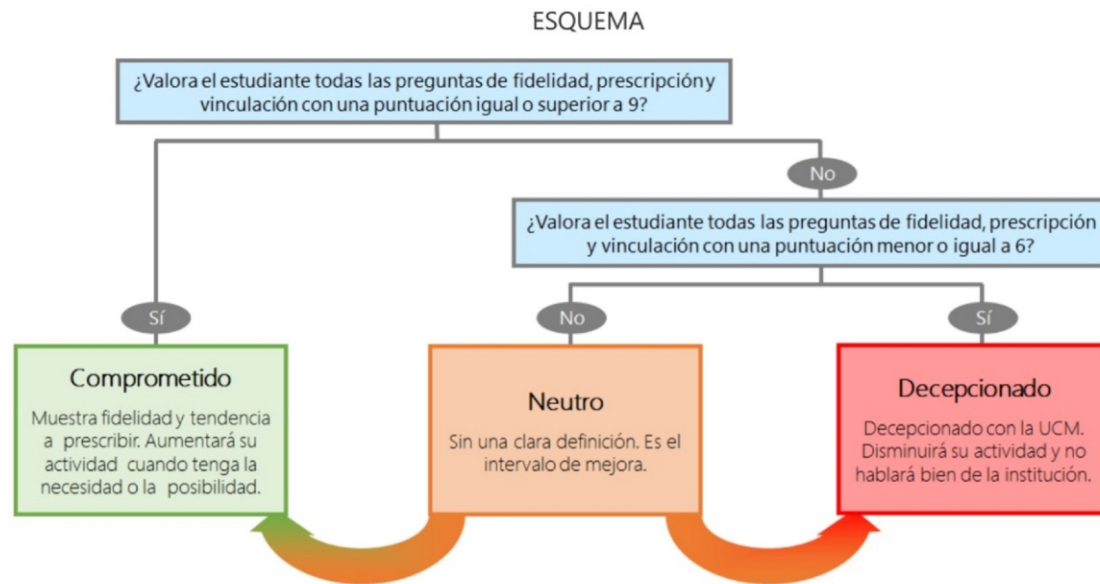 ESQUEMA
¿Valora el estudiante todas las preguntas de fidelidad, prescripción y
vinculación con una puntuación igual o superior a 9?
No
¿Valora el estudiante todas las preguntas de fidelidad, prescripción
y vinculación con una puntuación menor o igual a 6?
Sí
No
Sí
Comprometido
Muestra fidelidad y tendencia
a prescribir. Aumentará su
actividad cuando tenga la
necesidad o la posibilidad.
Neutro
Sin una clara definición. Es el
intervalo de mejora.
Decepcionado
Decepcionado con la UCM.
Disminuirá su actividad y no
hablará bien de la institución.